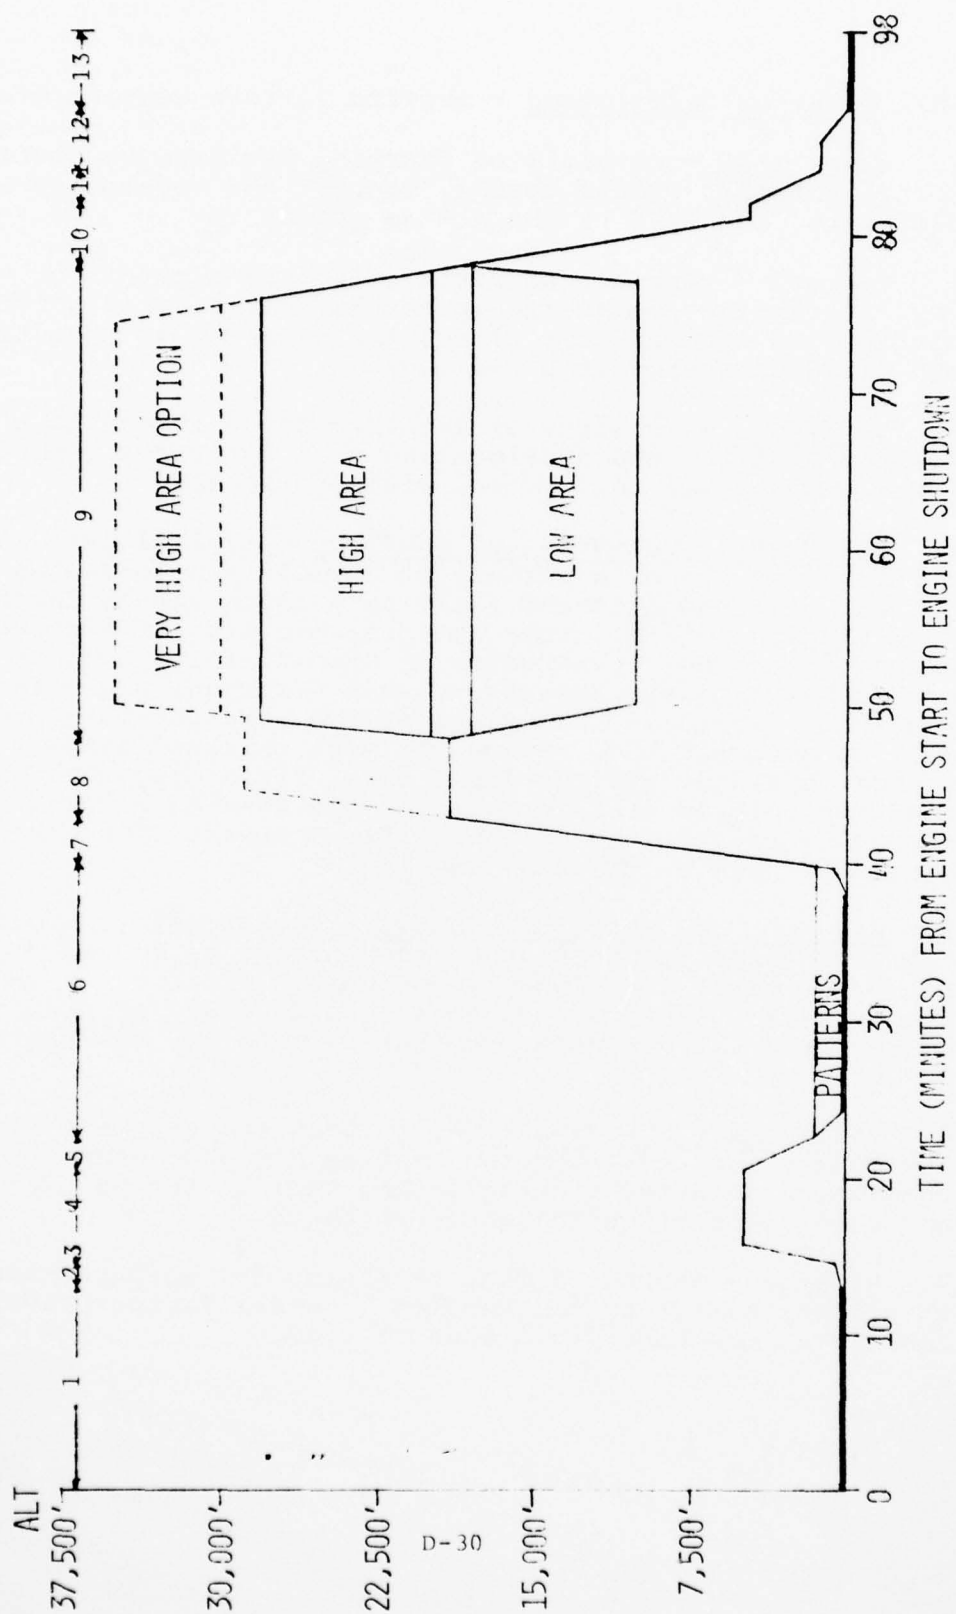 ALT
37,500'
30,000'
22,500'
15,000'
7,500'
1 2 3 4 5 6 7 8 9 10 11 12 13
VERY HIGH AREA OPTION
HIGH AREA
LOW AREA
PATTERNS
0 10 20 30 40 50 60 70 80 98
TIME (MINUTES) FROM ENGINE START TO ENGINE SHUTDOWN
D-30